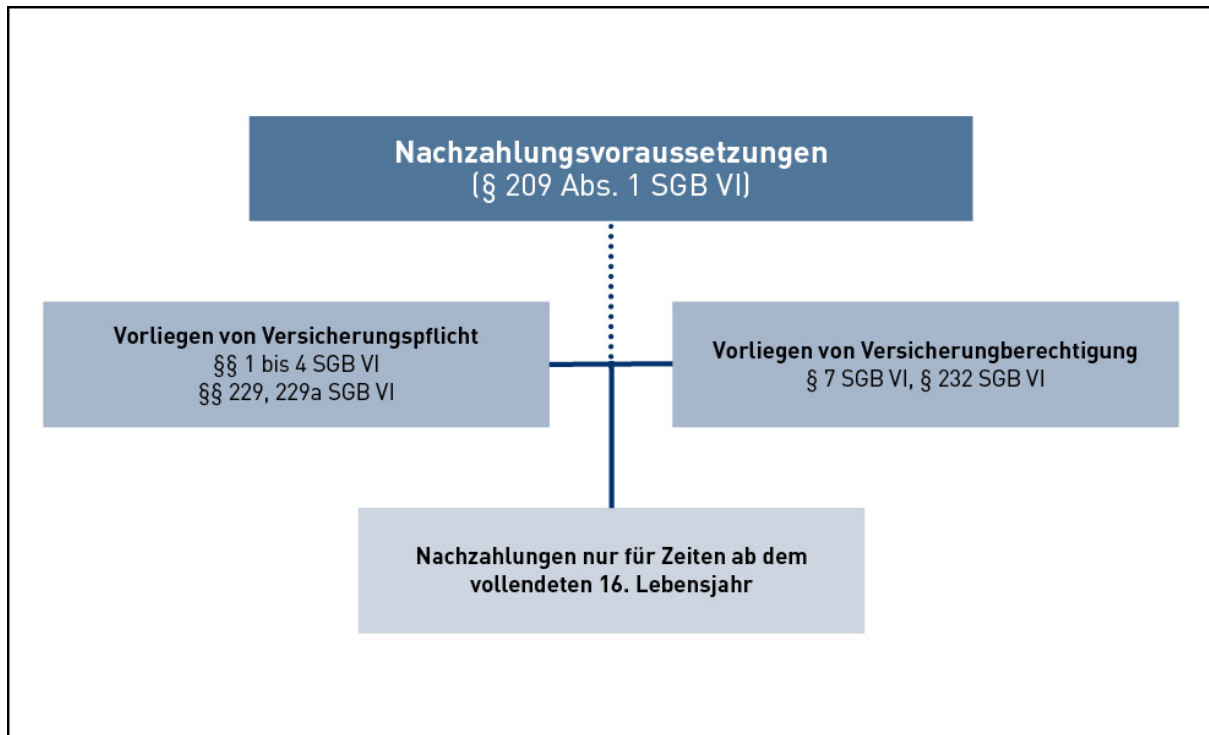 Nachzahlungsvoraussetzungen
(§ 209 Abs. 1 SGB VI)
Vorliegen von Versicherungspflicht
§§ 1 bis 4 SGB VI
§§ 229, 229a SGB VI
Vorliegen von Versicherungberechtigung
§ 7 SGB VI, § 232 SGB VI
Nachzahlungen nur für Zeiten ab dem
vollendeten 16. Lebensjahr